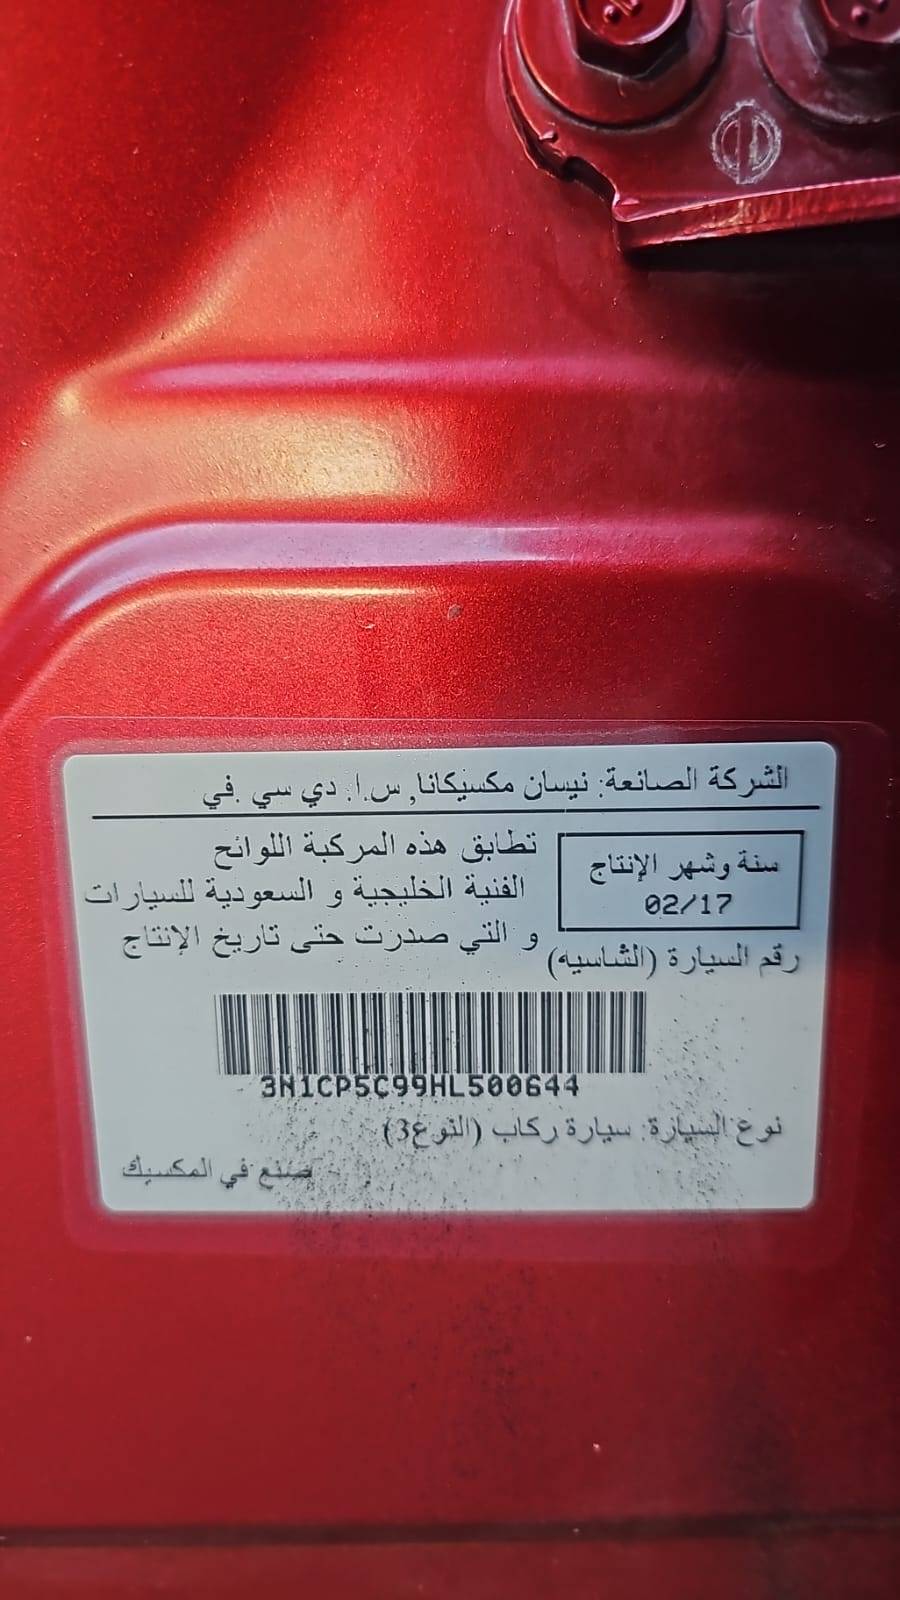 الشركة الصانعة: نيسان مكسيكانا, س.ا. دي سي .في
سنة وشهر الإنتاج
02/17
تطابق هذه المركبة اللوائح
الفنية الخليجية و السعودية للسيارات
و التي صدرت حتى تاريخ الإنتاج
رقم السيارة (الشاسيه)
3N1CP5C99HL500644
نوع السيارة: سيارة ركاب (النوع3)
صنع في المكسيك